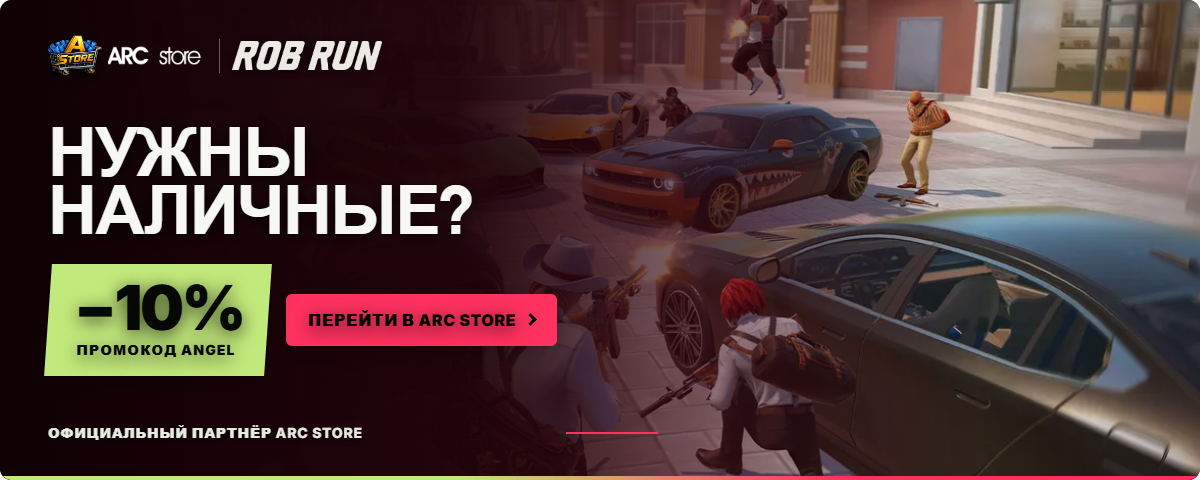 A STORE ARC store ROB RUN
НУЖНЫ
НАЛИЧНЫЕ?
–10%
ПРОМОКОД ANGEL
ПЕРЕЙТИ В ARC STORE
ОФИЦИАЛЬНЫЙ ПАРТНЁР ARC STORE